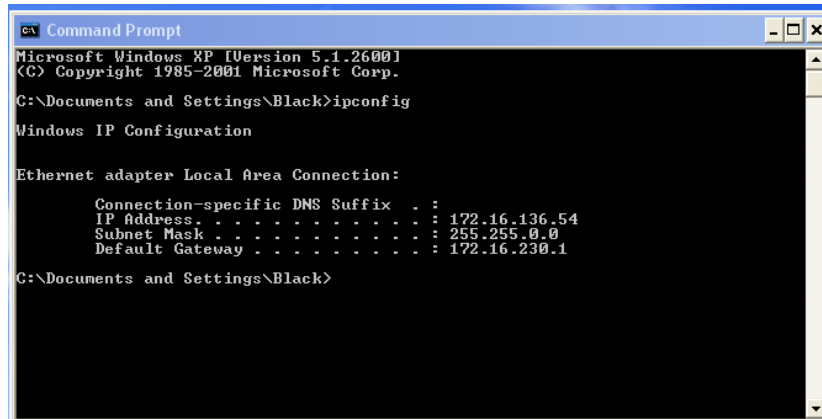 Command Prompt
Microsoft Windows XP [Version 5.1.2600]
(C) Copyright 1985-2001 Microsoft Corp.
C:\Documents and Settings\Black>ipconfig
Windows IP Configuration
Ethernet adapter Local Area Connection:
Connection-specific DNS Suffix . :
IP Address. . . . . . . . . . . . : 172.16.136.54
Subnet Mask . . . . . . . . . . . : 255.255.0.0
Default Gateway . . . . . . . . . : 172.16.230.1
C:\Documents and Settings\Black>